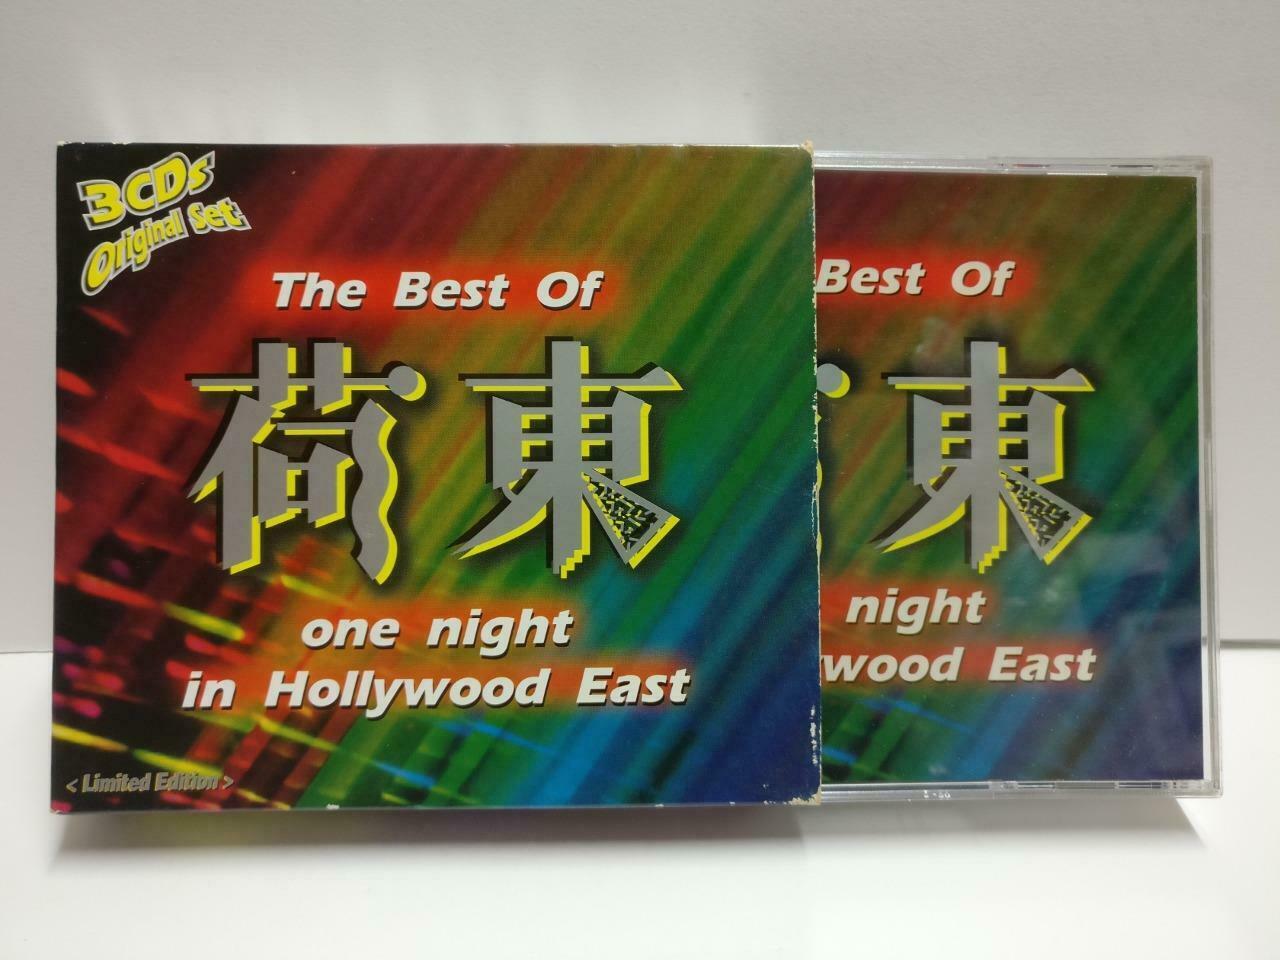 3CDs
Original Set
The Best Of
荷東
one night
in Hollywood East
< Limited Edition >
Best Of
東
night
wood East